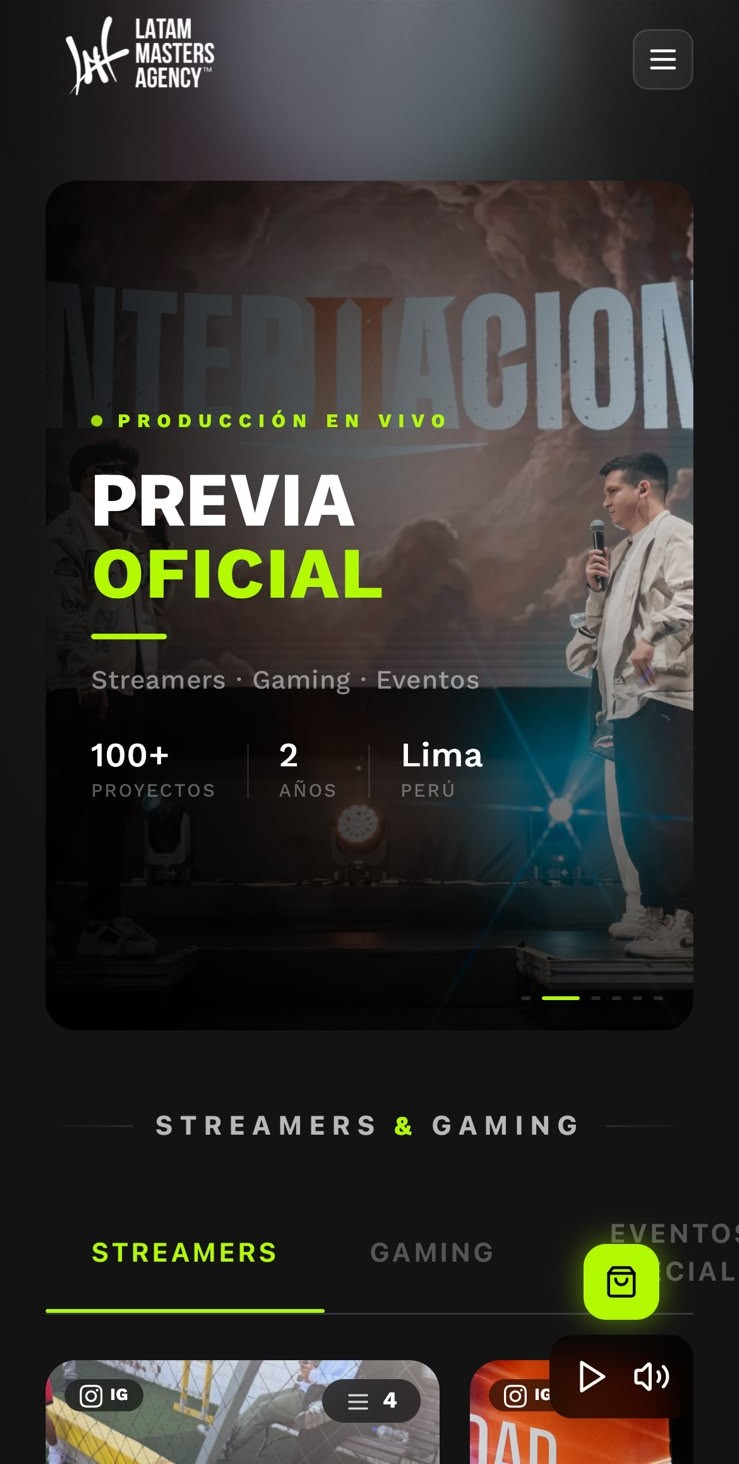 LATAM
MASTERS
AGENCY™
PRODUCCIÓN EN VIVO
PREVIA
OFICIAL
Streamers · Gaming · Eventos
100+ 2 Lima
PROYECTOS AÑOS PERÚ
STREAMERS & GAMING
STREAMERS GAMING EVENTOS
IG 4 IG